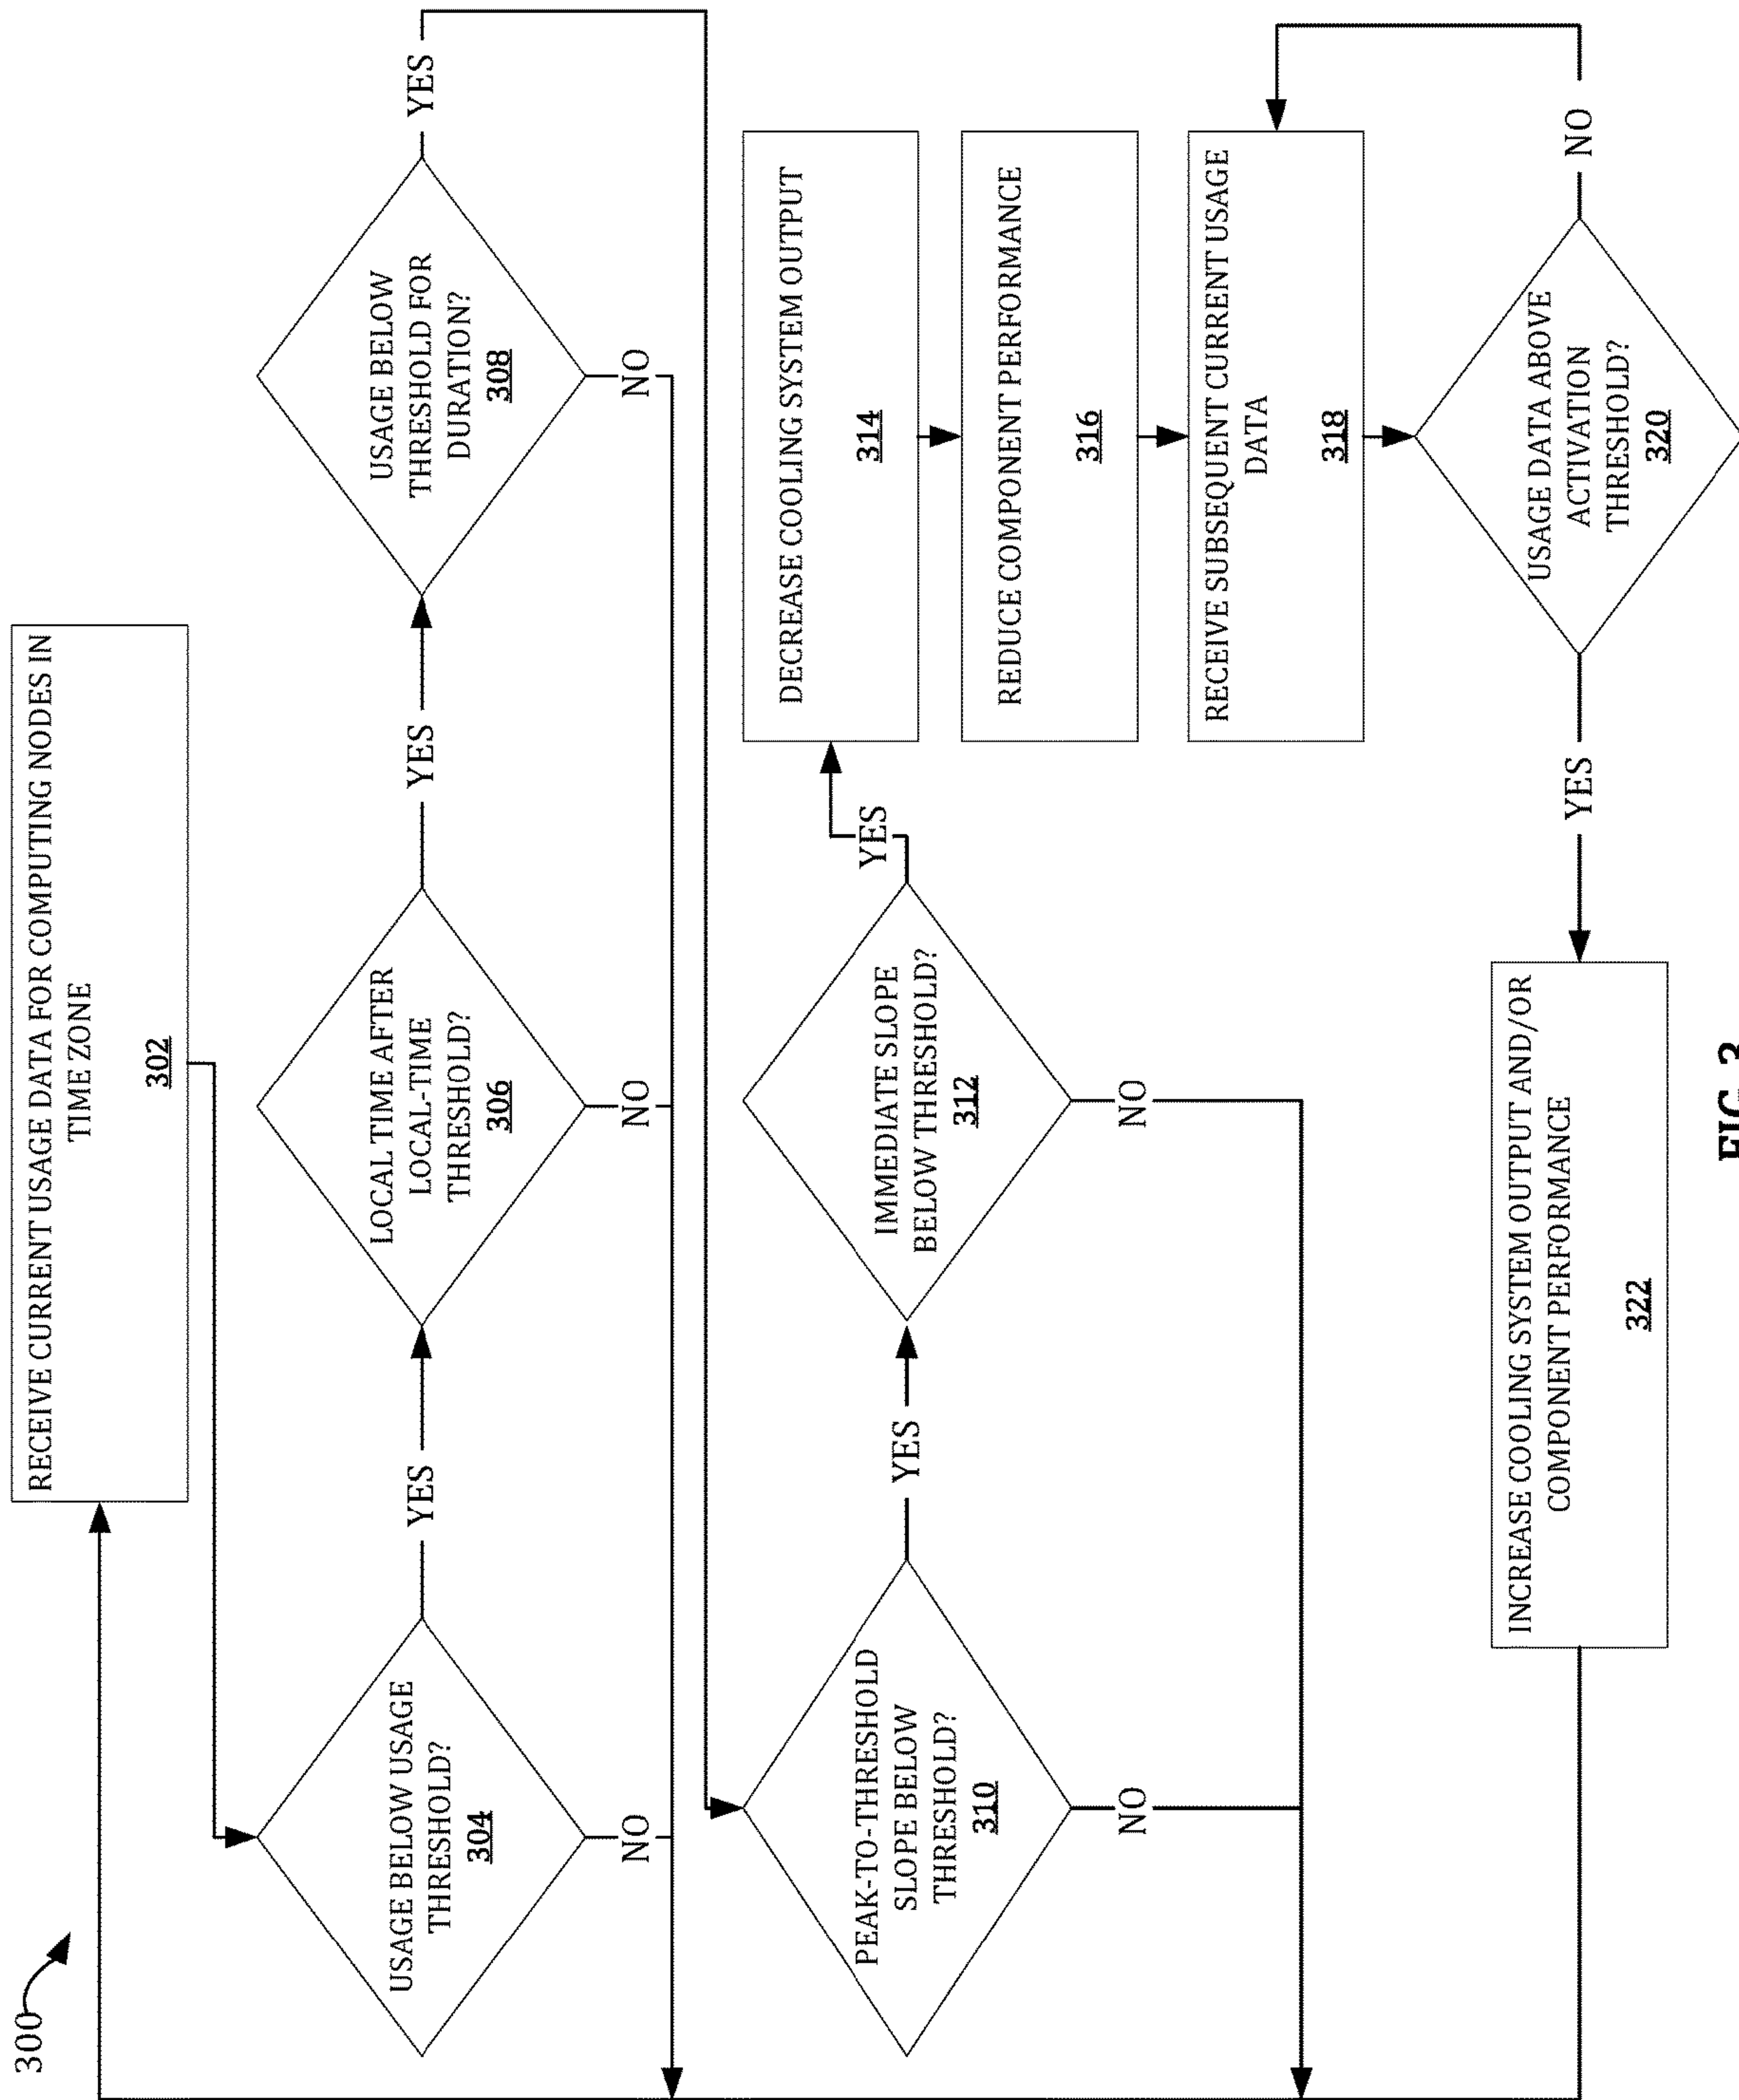 300
RECEIVE CURRENT USAGE DATA FOR COMPUTING NODES IN
TIME ZONE
302
USAGE BELOW USAGE
THRESHOLD?
304
NO
YES
LOCAL TIME AFTER
LOCAL-TIME
THRESHOLD?
306
NO
YES
USAGE BELOW
THRESHOLD FOR
DURATION?
308
NO
YES
PEAK-TO-THRESHOLD
SLOPE BELOW
THRESHOLD?
310
NO
YES
IMMEDIATE SLOPE
BELOW THRESHOLD?
312
NO
YES
DECREASE COOLING SYSTEM OUTPUT
314
REDUCE COMPONENT PERFORMANCE
316
RECEIVE SUBSEQUENT CURRENT USAGE
DATA
318
USAGE DATA ABOVE
ACTIVATION
THRESHOLD?
320
NO
YES
INCREASE COOLING SYSTEM OUTPUT AND/OR
COMPONENT PERFORMANCE
322
FIG. 3